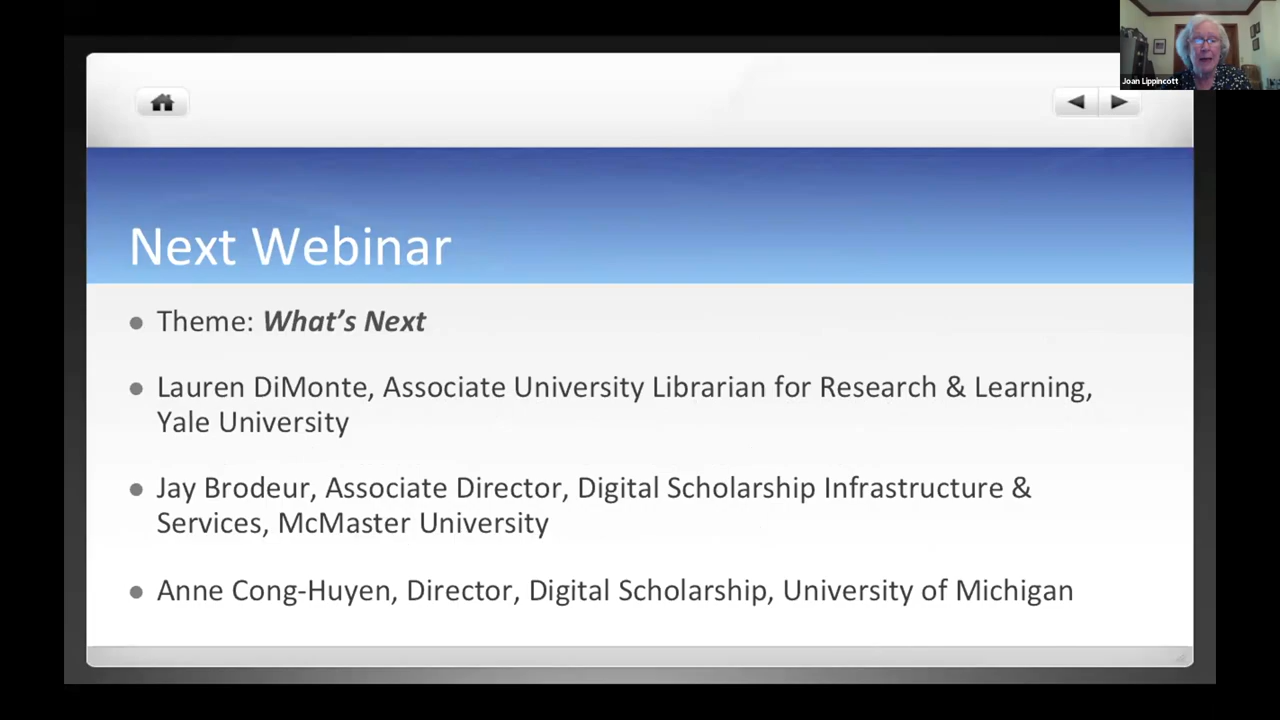 Joan Lippincott
Next Webinar
Theme: What's Next
Lauren DiMonte, Associate University Librarian for Research & Learning,
Yale University
Jay Brodeur, Associate Director, Digital Scholarship Infrastructure &
Services, McMaster University
Anne Cong-Huyen, Director, Digital Scholarship, University of Michigan